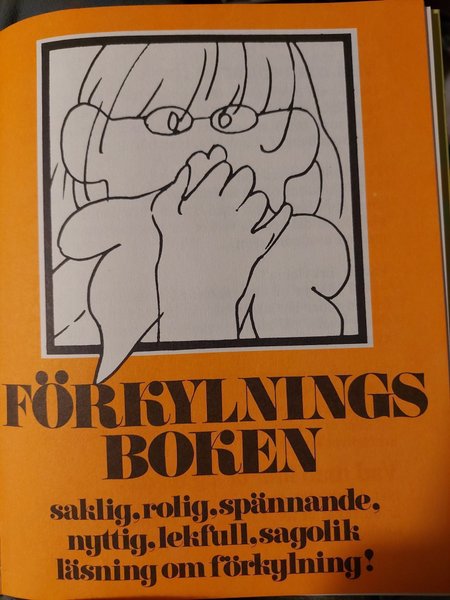 FÖRKYLNINGS
BOKEN
saklig, rolig, spännande,
nyttig, lekfull, sagolik
läsning om förkylning!